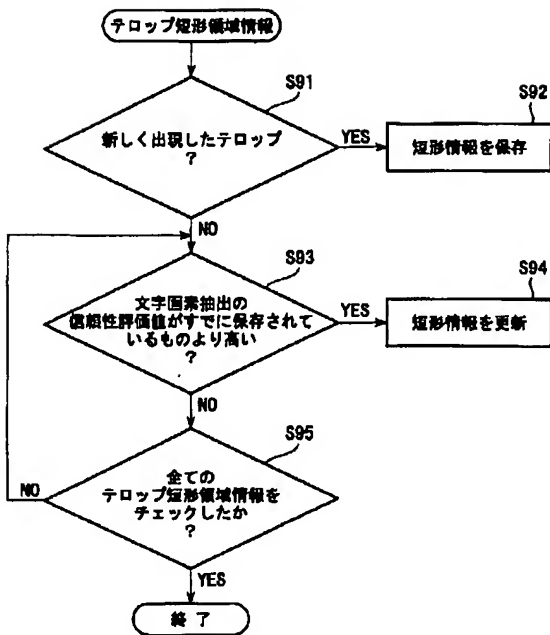 テロップ短形領域情報
S91
新しく出現したテロップ
?
YES
S92
短形情報を保存
NO
S93
文字画素抽出の
信頼性評価値がすでに保存されて
いるものより高い
?
YES
S94
短形情報を更新
NO
S95
全ての
テロップ短形領域情報を
チェックしたか
?
NO
YES
終了